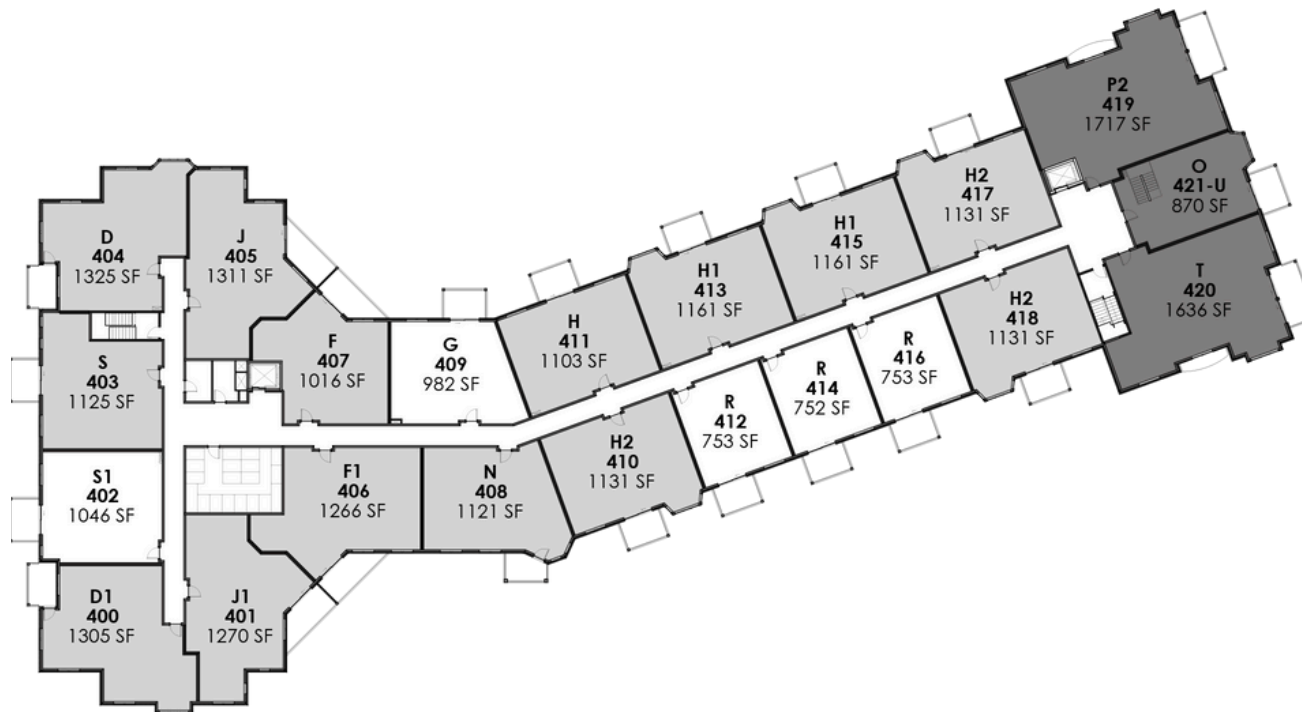 P2
419
1717 SF
O
421-U
870 SF
H2
417
1131 SF
H1
415
1161 SF
T
420
1636 SF
D
404
1325 SF
J
405
1311 SF
H1
413
1161 SF
H2
418
1131 SF
H
411
1103 SF
F
407
1016 SF
G
409
982 SF
R
416
753 SF
S
403
1125 SF
R
414
752 SF
R
412
753 SF
H2
410
1131 SF
S1
402
1046 SF
F1
406
1266 SF
N
408
1121 SF
D1
400
1305 SF
J1
401
1270 SF